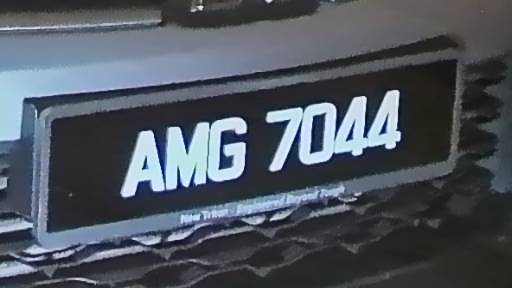 AMG 7044
New Triton - Engineered Beyond Tough